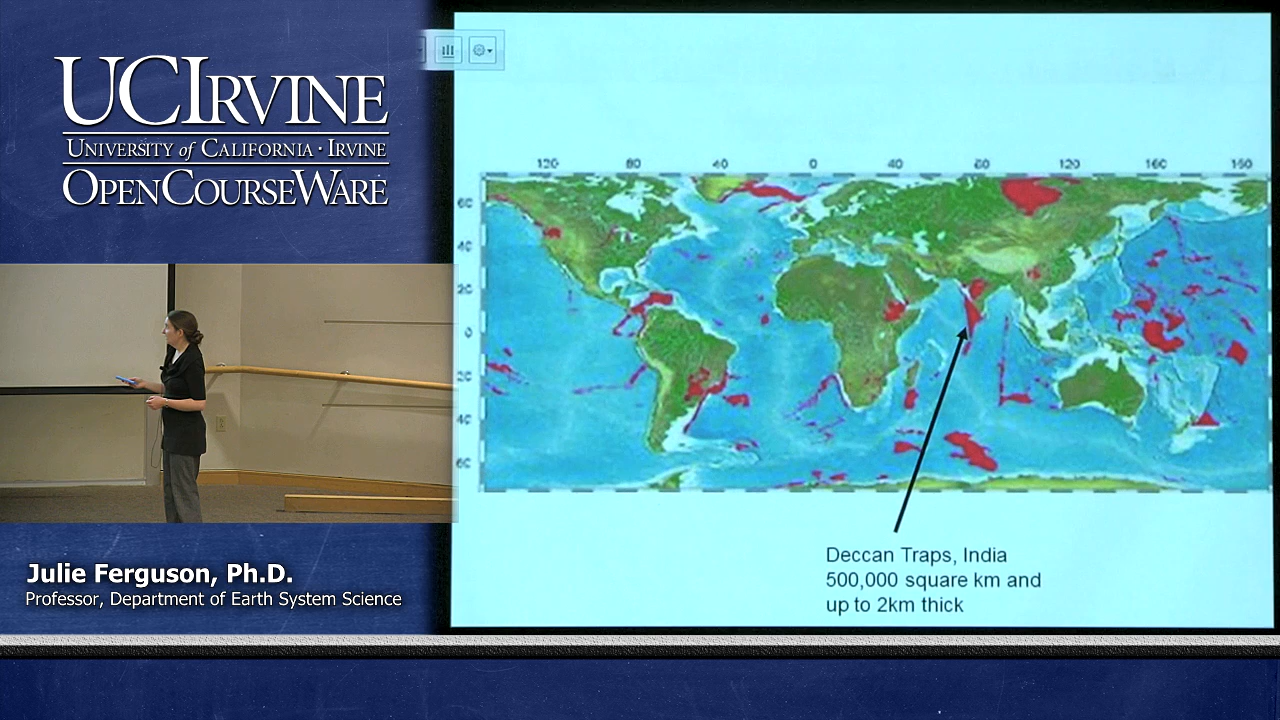 UCIRVINE
UNIVERSITY of CALIFORNIA · IRVINE
OPENCOURSEWARE
120 80 40 0 40 80 120 160 160
60
40
20
0
20
40
60
Deccan Traps, India
500,000 square km and
up to 2km thick
Julie Ferguson, Ph.D.
Professor, Department of Earth System Science